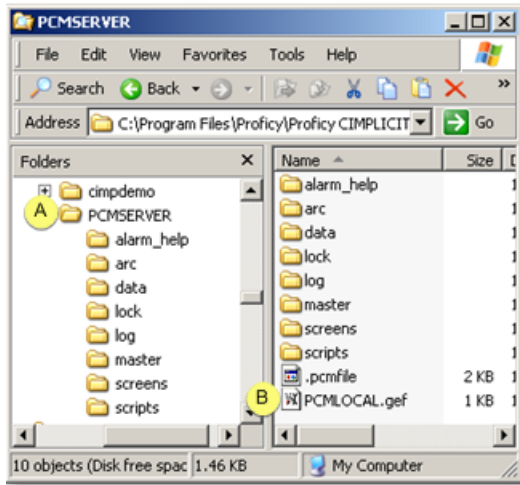 PCMSERVER
File Edit View Favorites Tools Help
Search Back »
Address C:\Program Files\Proficy\Proficy CIMPLICIT Go
Folders × Name Size
cimpdemo
A PCMSERVER
alarm_help
arc
data
lock
log
master
screens
scripts
alarm_help
arc
data
lock
log
master
screens
scripts
.pcmfile 2 KB
B PCMLOCAL.gef 1 KB
10 objects (Disk free spac 1.46 KB My Computer